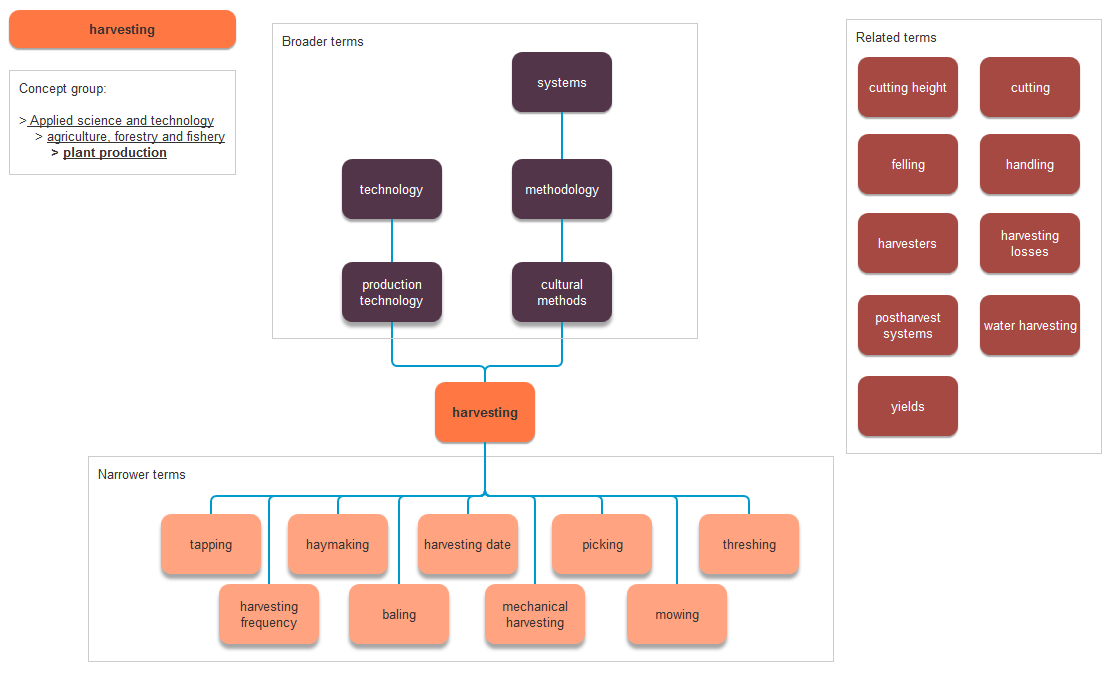 harvesting
Concept group:
> Applied science and technology
> agriculture, forestry and fishery
> plant production
Broader terms
systems
technology
methodology
production
technology
cultural
methods
harvesting
Narrower terms
tapping
haymaking
harvesting date
picking
threshing
harvesting
frequency
baling
mechanical
harvesting
mowing
Related terms
cutting height
cutting
felling
handling
harvesters
harvesting
losses
postharvest
systems
water harvesting
yields